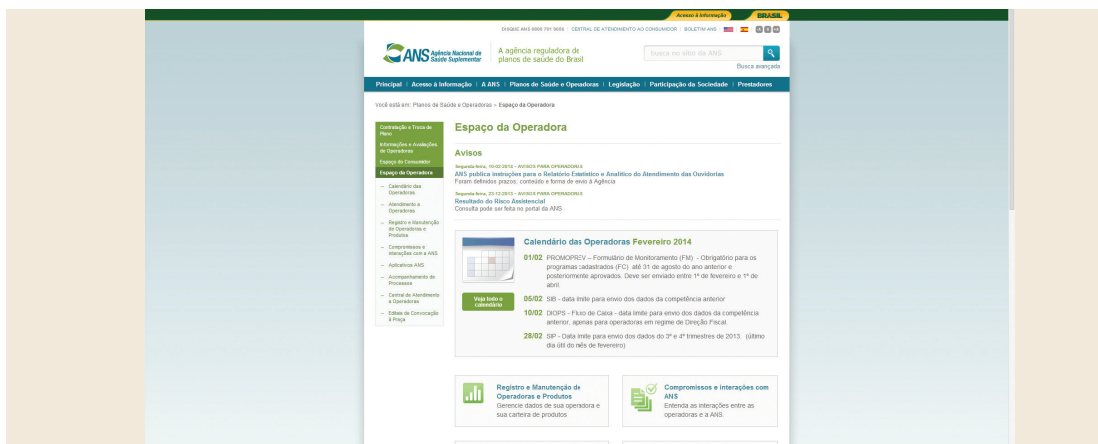 Acesso à Informação BRASIL
DISQUE ANS 0800 701 9656 | CENTRAL DE ATENDIMENTO AO CONSUMIDOR | BOLETIM ANS
ANS Agência Nacional de Saúde Suplementar
A agência reguladora de
planos de saúde do Brasil
busca no sítio da ANS
Busca avançada
Principal | Acesso à Informação | A ANS | Planos de Saúde e Operadoras | Legislação | Participação da Sociedade | Prestadores
Você está em: Planos de Saúde e Operadoras > Espaço da Operadora
Contratação e Troca de
Plano
Informações e Avaliações
de Operadoras
Espaço do Consumidor
Espaço da Operadora
— Calendário das
Operadoras
— Atendimento a
Operadoras
— Registro e Manutenção
de Operadoras e
Produtos
— Compromissos e
interações com a ANS
— Aplicativos ANS
— Acompanhamento de
Processos
— Central de Atendimento
a Operadoras
— Editais de Convocação
à Praça
Espaço da Operadora
Avisos
Segunda-feira, 10-02-2014 – AVISOS PARA OPERADORAS
ANS publica instruções para o Relatório Estatístico e Analítico do Atendimento das Ouvidorias
Foram definidos prazos, conteúdo e forma de envio à Agência
Segunda-feira, 23-12-2013 – AVISOS PARA OPERADORAS
Resultado do Risco Assistencial
Consulta pode ser feita no portal da ANS
Veja todo o
calendário
Calendário das Operadoras Fevereiro 2014
01/02 PROMOPREV – Formulário de Monitoramento (FM) - Obrigatório para os
programas cadastrados (FC) até 31 de agosto do ano anterior e
posteriormente aprovados. Deve ser enviado entre 1º de fevereiro e 1º de
abril.
05/02 SIB - data limite para envio dos dados da competência anterior
10/02 DIOPS - Fluxo de Caixa - data limite para envio dos dados da competência
anterior, apenas para operadoras em regime de Direção Fiscal.
28/02 SIP - Data limite para envio dos dados do 3º e 4º trimestres de 2013. (último
dia útil do mês de fevereiro)
Registro e Manutenção de
Operadoras e Produtos
Gerencie dados de sua operadora e
sua carteira de produtos
Compromissos e interações com
ANS
Entenda as interações entre as
operadoras e a ANS